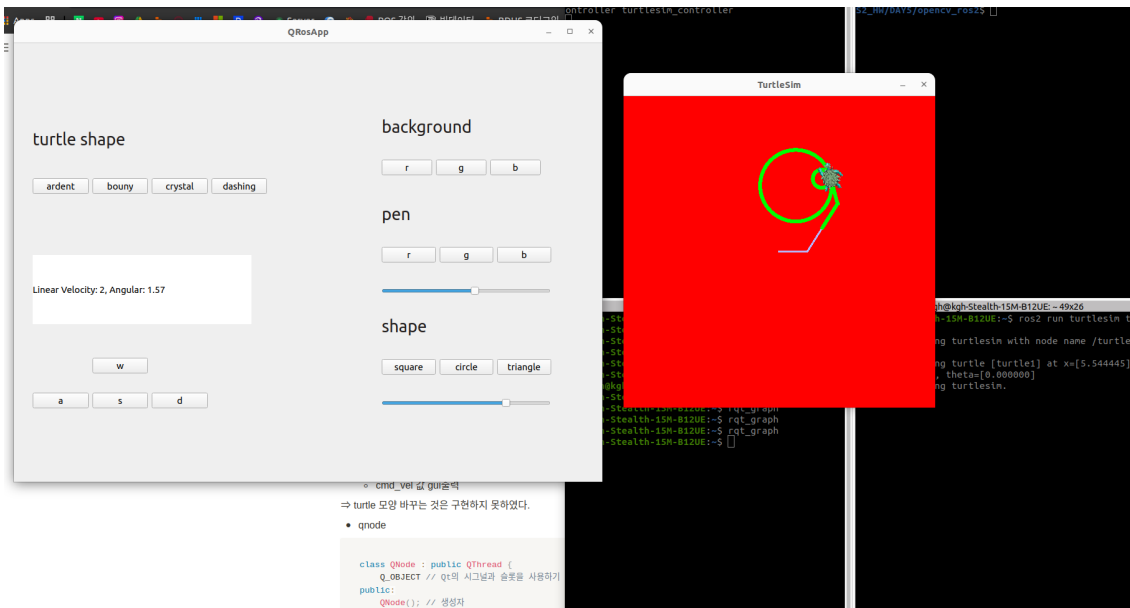 ontroller turtlesim_controller
S2_HW/DAY5/opencv_ros2$
QRosApp
turtle shape
ardent bouny crystal dashing
Linear Velocity: 2, Angular: 1.57
w
a s d
background
r g b
pen
r g b
shape
square circle triangle
TurtleSim
gh@kgh-Stealth-15M-B12UE: ~ 49x26
-15M-B12UE:~$ ros2 run turtlesim t
ng turtlesim with node name /turtle
ng turtle [turtle1] at x=[5.544445]
, theta=[0.000000]
ng turtlesim.
-Stealth-15M-B12UE:~$ rqt_graph
-Stealth-15M-B12UE:~$ rqt_graph
-Stealth-15M-B12UE:~$ rqt_graph
-Stealth-15M-B12UE:~$
cmd_vel 값 gui출력
⇒ turtle 모양 바꾸는 것은 구현하지 못하였다.
• qnode
class QNode : public QThread {
Q_OBJECT // Qt의 시그널과 슬롯을 사용하기
public:
QNode(); // 생성자